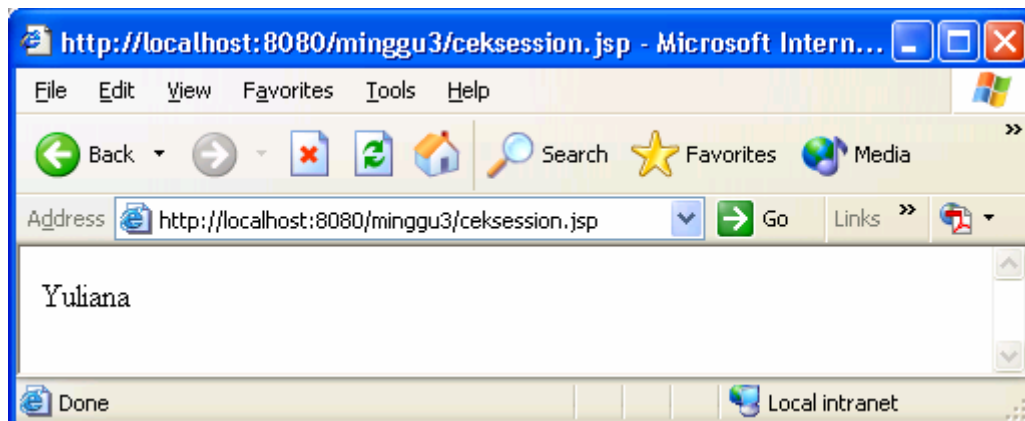 http://localhost:8080/minggu3/ceksession.jsp - Microsoft Intern...
File Edit View Favorites Tools Help
Back Search Favorites Media »
Address http://localhost:8080/minggu3/ceksession.jsp Go Links »
Yuliana
Done Local intranet